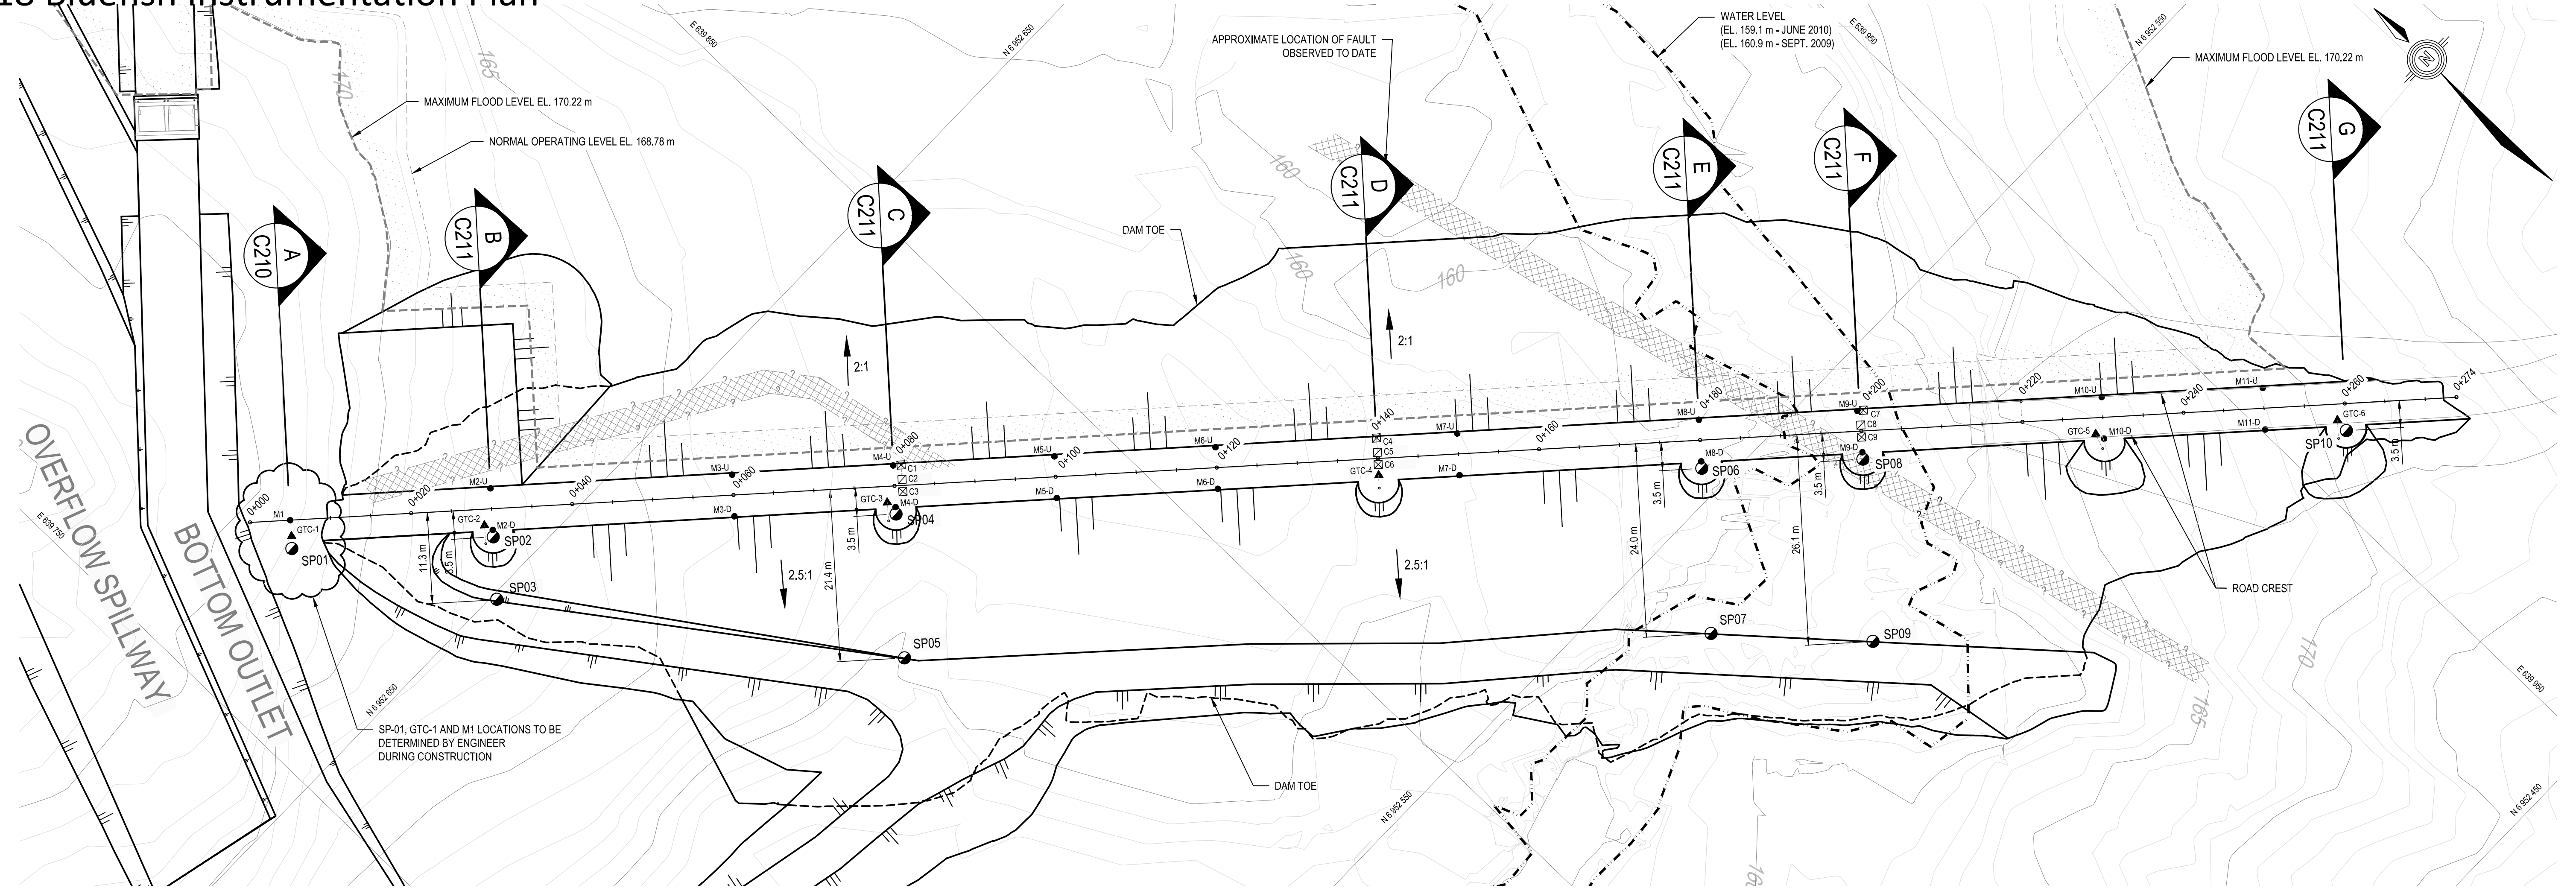 18 Bluefish Instrumentation Plan
E 639 850
N 6 952 650
APPROXIMATE LOCATION OF FAULT
OBSERVED TO DATE
WATER LEVEL
(EL. 159.1 m - JUNE 2010)
(EL. 160.9 m - SEPT. 2009)
E 639 950
N 6 952 550
MAXIMUM FLOOD LEVEL EL. 170.22 m
N
165
170
MAXIMUM FLOOD LEVEL EL. 170.22 m
NORMAL OPERATING LEVEL EL. 168.78 m
A
C210
B
C211
C
C211
D
C211
E
C211
F
C211
G
C211
160
160
160
DAM TOE
2:1
2:1
0+000
0+020
0+040
0+060
0+080
0+100
0+120
0+140
0+160
0+180
0+200
0+220
0+240
0+260
0+274
M1
M2-U
M3-U
M4-U
M5-U
M6-U
M7-U
M8-U
M9-U
M10-U
M11-U
C1
C2
C3
C4
C5
C6
C7
C8
C9
GTC-1
GTC-2
GTC-3
GTC-4
GTC-5
GTC-6
M2-D
M3-D
M4-D
M5-D
M6-D
M7-D
M8-D
M9-D
M10-D
M11-D
SP01
SP02
SP04
SP06
SP08
SP10
11.3 m
3.5 m
21.4 m
3.5 m
24.0 m
3.5 m
26.1 m
3.5 m
3.5 m
2.5:1
2.5:1
SP03
SP05
SP07
SP09
ROAD CREST
E 639 750
OVERFLOW SPILLWAY
BOTTOM OUTLET
N 6 952 650
SP-01, GTC-1 AND M1 LOCATIONS TO BE
DETERMINED BY ENGINEER
DURING CONSTRUCTION
DAM TOE
N 6 952 550
170
165
E 639 950
N 6 952 450